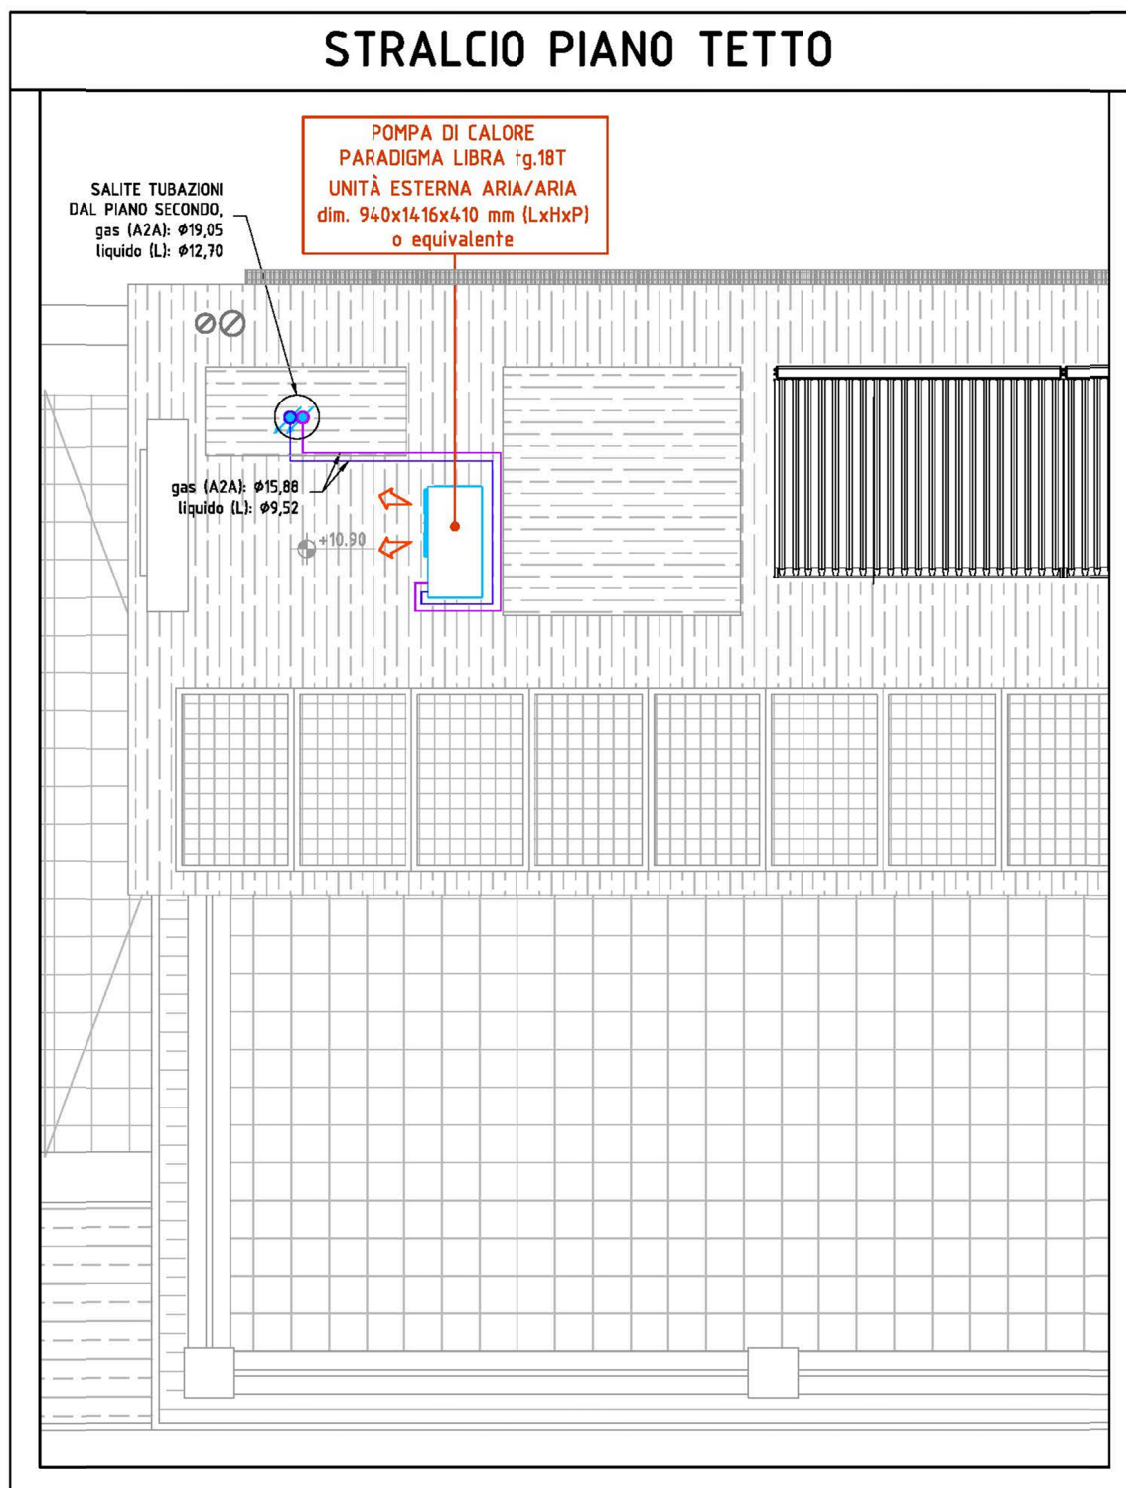 STRALCIO PIANO TETTO
POMPA DI CALORE
PARADIGMA LIBRA tg.18T
UNITÀ ESTERNA ARIA/ARIA
dim. 940x1416x410 mm (LxHxP)
o equivalente
SALITE TUBAZIONI
DAL PIANO SECONDO,
gas (A2A): Ø19,05
liquido (L): Ø12,70
gas (A2A): Ø15,88
liquido (L): Ø9,52
+10.90